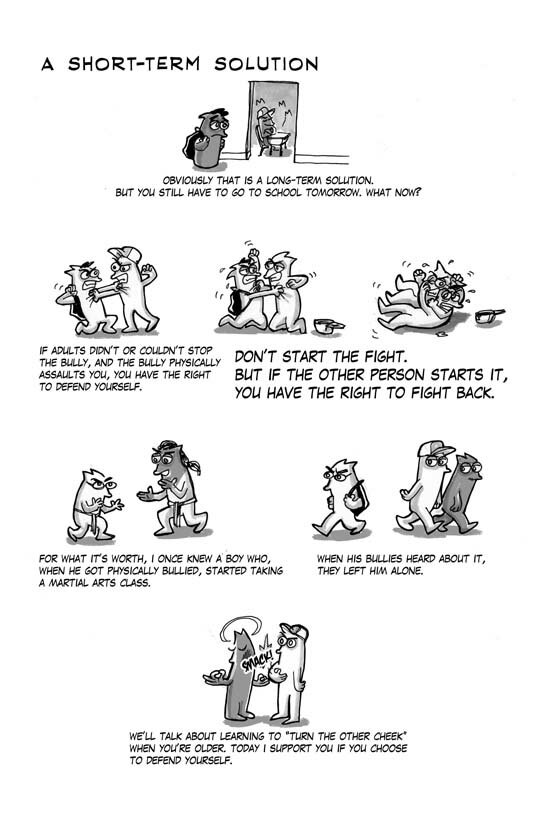 A SHORT-TERM SOLUTION
OBVIOUSLY THAT IS A LONG-TERM SOLUTION.
BUT YOU STILL HAVE TO GO TO SCHOOL TOMORROW. WHAT NOW?
IF ADULTS DIDN'T OR COULDN'T STOP
THE BULLY, AND THE BULLY PHYSICALLY
ASSAULTS YOU, YOU HAVE THE RIGHT
TO DEFEND YOURSELF.
DON'T START THE FIGHT.
BUT IF THE OTHER PERSON STARTS IT,
YOU HAVE THE RIGHT TO FIGHT BACK.
FOR WHAT IT'S WORTH, I ONCE KNEW A BOY WHO,
WHEN HE GOT PHYSICALLY BULLIED, STARTED TAKING
A MARTIAL ARTS CLASS.
WHEN HIS BULLIES HEARD ABOUT IT,
THEY LEFT HIM ALONE.
SMACK!
WE'LL TALK ABOUT LEARNING TO "TURN THE OTHER CHEEK"
WHEN YOU'RE OLDER. TODAY I SUPPORT YOU IF YOU CHOOSE
TO DEFEND YOURSELF.